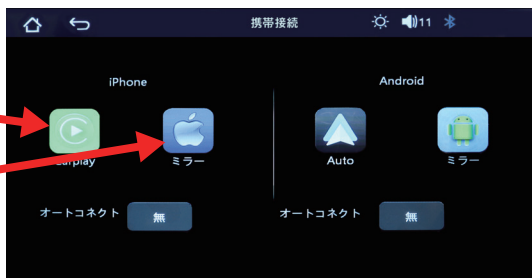 携帯接続
11
iPhone
Android
Carplay
ミラー
Auto
ミラー
オートコネクト
無
オートコネクト
無